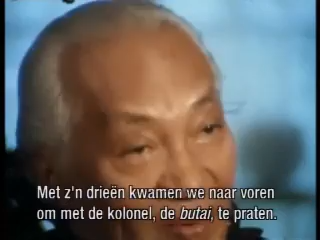 Met z'n drieën kwamen we naar voren
om met de kolonel, de butai, te praten.